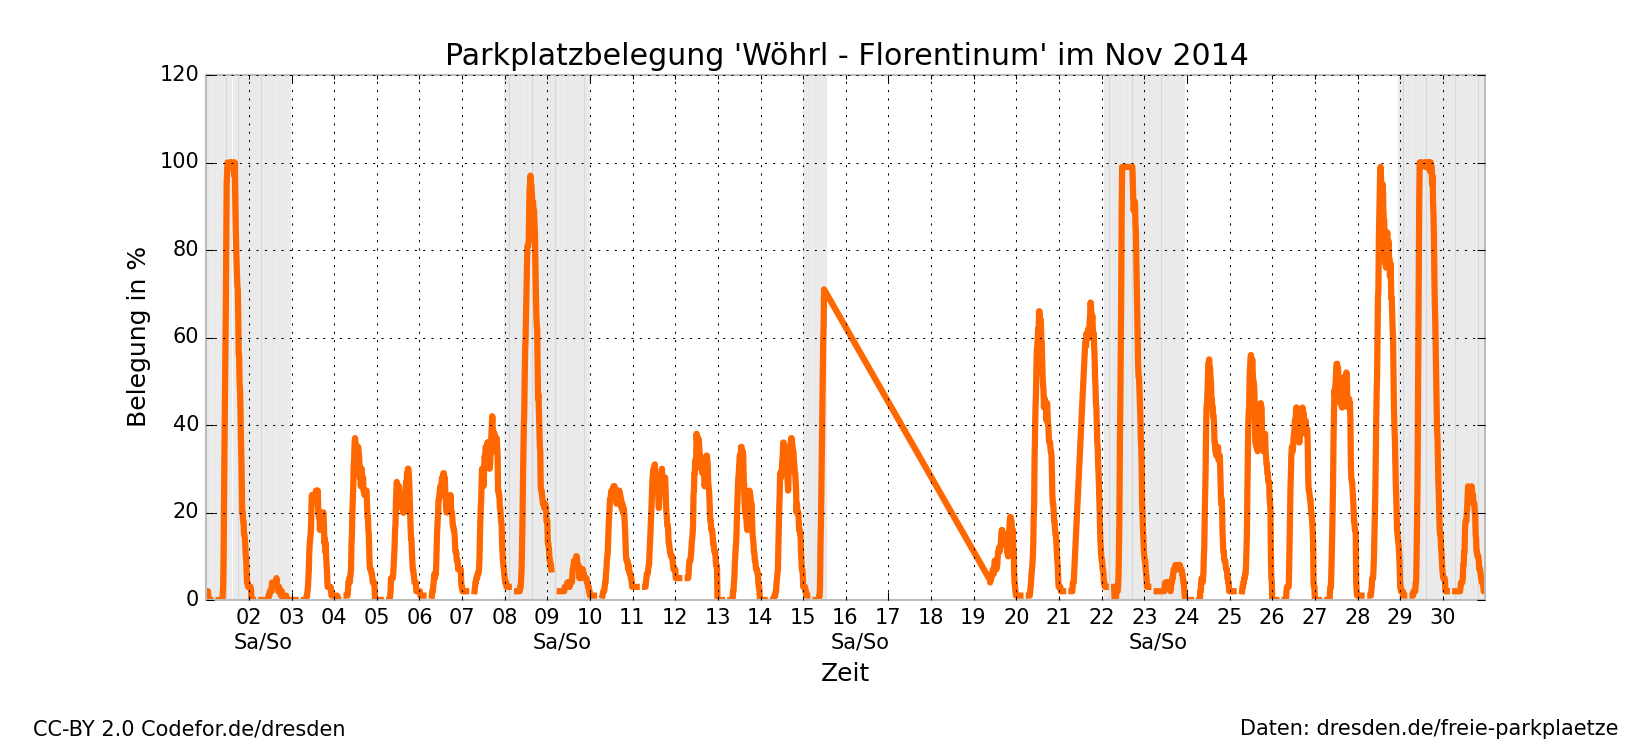 Parkplatzbelegung 'Wöhrl - Florentinum' im Nov 2014
120
100
80
60
40
20
0
Belegung in %
02 03 04 05 06 07 08 09 10 11 12 13 14 15 16 17 18 19 20 21 22 23 24 25 26 27 28 29 30
Sa/So Sa/So Sa/So Sa/So
Zeit
CC-BY 2.0 Codefor.de/dresden
Daten: dresden.de/freie-parkplaetze